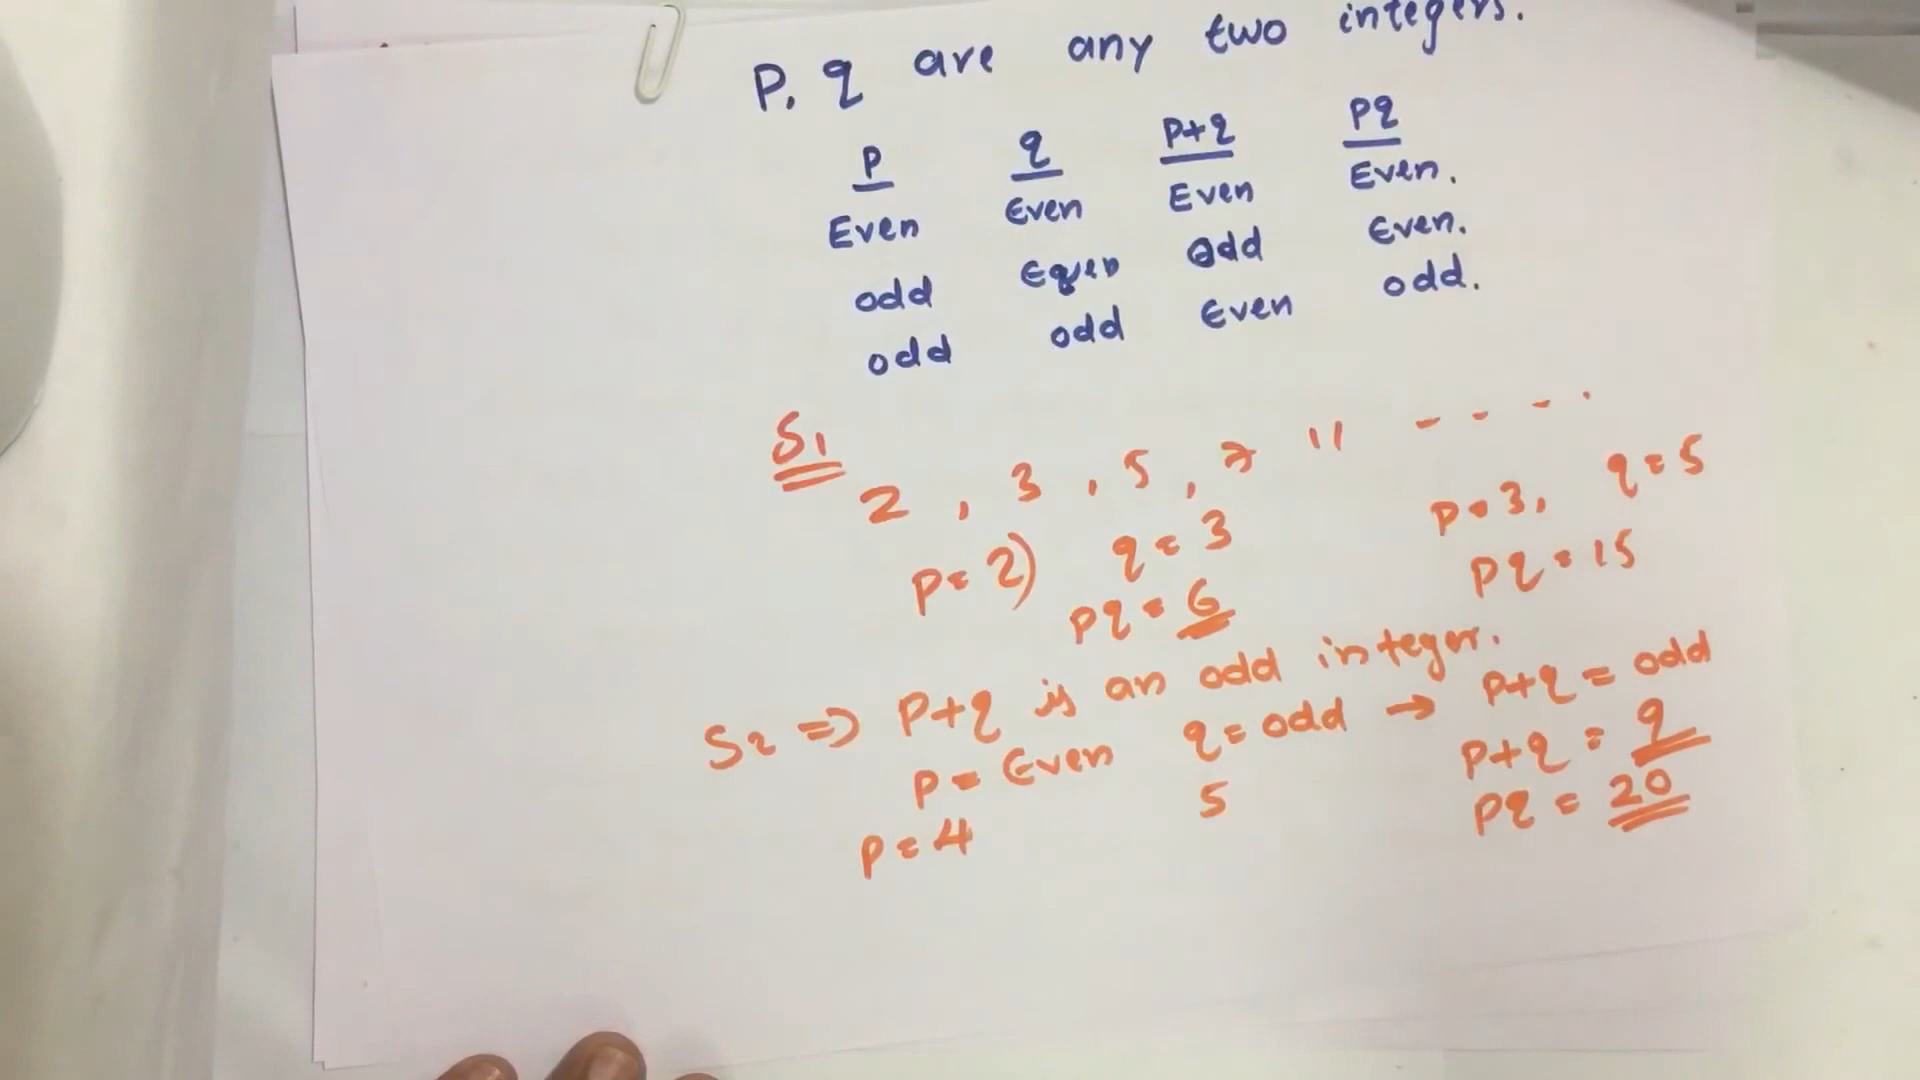 P, q are any two integers.
P q P+q Pq
Even Even Even Even.
odd Even odd Even.
odd odd Even odd.
S1
2, 3, 5, 7 11 - - - .
P=2) q=3 P=3, q=5
Pq=6 Pq=15
S2 => P+q is an odd integer.
P=Even q=odd → P+q=odd
P=4 5 P+q=9
Pq=20